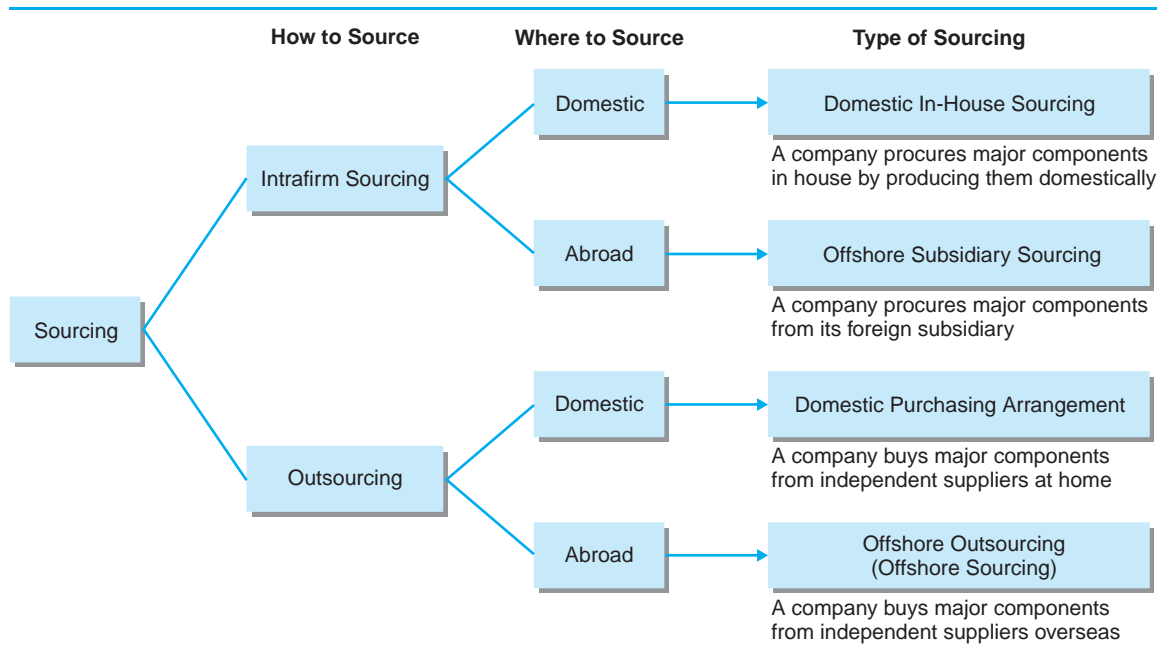 How to Source
Where to Source
Type of Sourcing
Domestic
Domestic In-House Sourcing
A company procures major components
in house by producing them domestically
Intrafirm Sourcing
Abroad
Offshore Subsidiary Sourcing
A company procures major components
from its foreign subsidiary
Sourcing
Domestic
Domestic Purchasing Arrangement
A company buys major components
from independent suppliers at home
Outsourcing
Abroad
Offshore Outsourcing
(Offshore Sourcing)
A company buys major components
from independent suppliers overseas